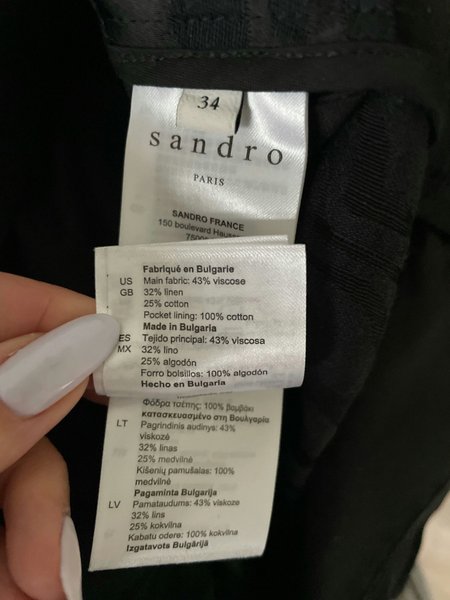 34
sandro
PARIS
SANDRO FRANCE
150 boulevard
Fabriqué en Bulgarie
US Main fabric: 43% viscose
GB 32% linen
25% cotton
Pocket lining: 100% cotton
Made in Bulgaria
ES Tejido principal: 43% viscosa
MX 32% lino
25% algodón
Forro bolsillos: 100% algodón
Hecho en Bulgaria
Φόδρα τσέπης: 100% βαμβάκι
κατασκευασμένο στη Βουλγαρία
LT Pagrindinis audinys: 43%
viskozė
32% linas
25% medvilnė
Kišenių pamušalas: 100%
medvilnė
Pagaminta Bulgarija
LV Pamataudums: 43% viskoze
32% lins
25% kokvilna
Kabatu odere: 100% kokvilna
Izgatavots Bulgārijā